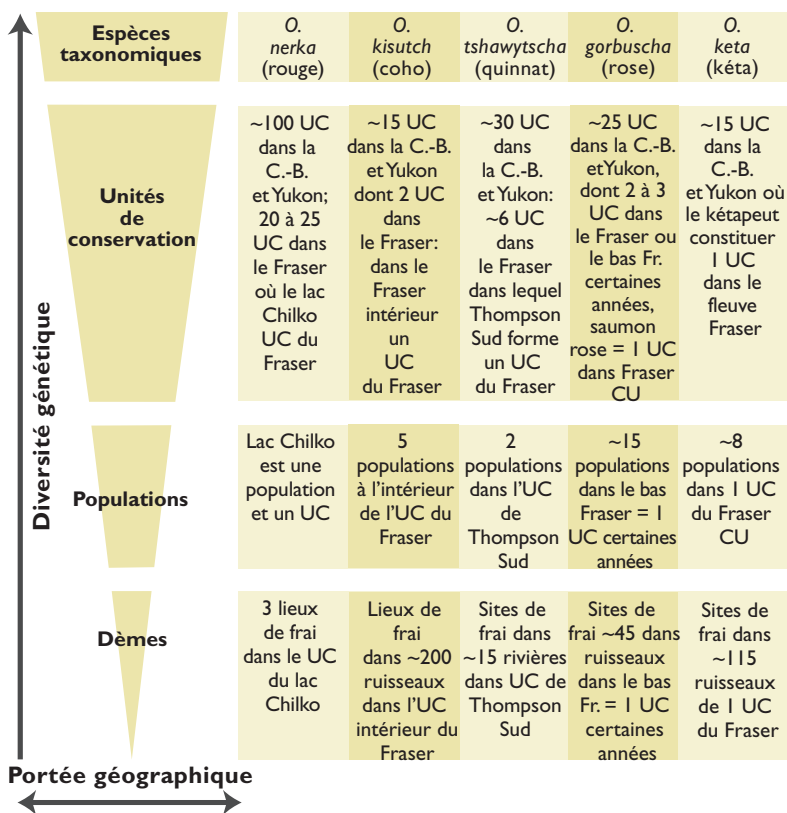 Espèces
taxonomiques
O.
nerka
(rouge)
O.
kisutch
(coho)
O.
tshawytscha
(quinnat)
O.
gorbuscha
(rose)
O.
keta
(kéta)
Unités
de
conservation
~100 UC
dans la
C.-B.
et Yukon;
20 à 25
UC dans
le Fraser
où le lac
Chilko
UC du
Fraser
~15 UC
dans la C.-B.
et Yukon
dont 2 UC
dans
le Fraser:
dans le
Fraser
intérieur
un
UC
du Fraser
~30 UC
dans
la C.-B.
et Yukon:
~6 UC
dans
le Fraser
dans lequel
Thompson
Sud forme
un UC
du Fraser
~25 UC
dans la C.-B.
etYukon,
dont 2 à 3
UC dans
le Fraser ou
le bas Fr.
certaines
années,
saumon
rose = 1 UC
dans Fraser
CU
~15 UC
dans la
C.-B.
et Yukon où
le kétapeut
constituer
1 UC
dans le
fleuve
Fraser
Populations
Lac Chilko
est une
population
et un UC
5
populations
à l'intérieur
de l'UC du
Fraser
2
populations
dans l'UC
de
Thompson
Sud
~15
populations
dans le bas
Fraser = 1
UC certaines
années
~8
populations
dans 1 UC
du Fraser
CU
Dèmes
3 lieux
de frai
dans le UC
du lac
Chilko
Lieux de
frai
dans ~200
ruisseaux
dans l'UC
intérieur du
Fraser
Sites de
frai dans
~15 rivières
dans UC de
Thompson
Sud
Sites de
frai ~45 dans
ruisseaux
dans le bas
Fr. = 1 UC
certaines
années
Sites de
frai dans
~115
ruisseaux
de 1 UC
du Fraser
Diversité génétique
Portée géographique